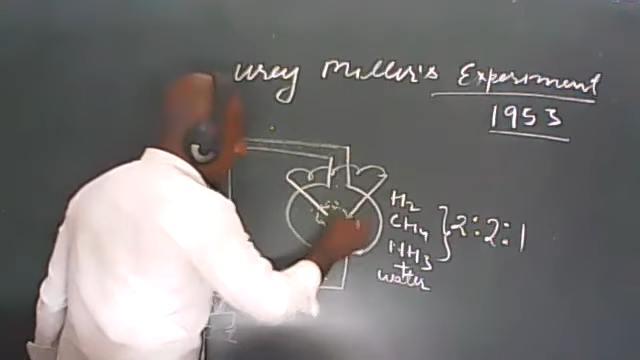 Urey Miller's Experiment
1953
H2
CH4
NH3
} 2:2:1
+
water